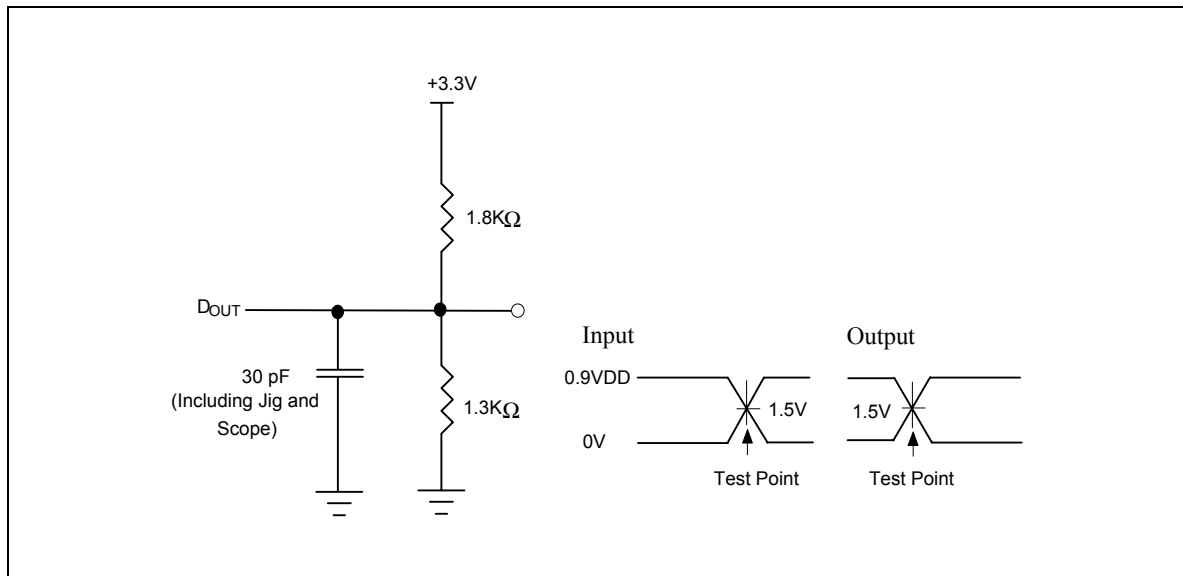 +3.3V
1.8KΩ
DOUT
30 pF
(Including Jig and
Scope)
1.3KΩ
Input
Output
0.9VDD
1.5V
1.5V
0V
Test Point
Test Point